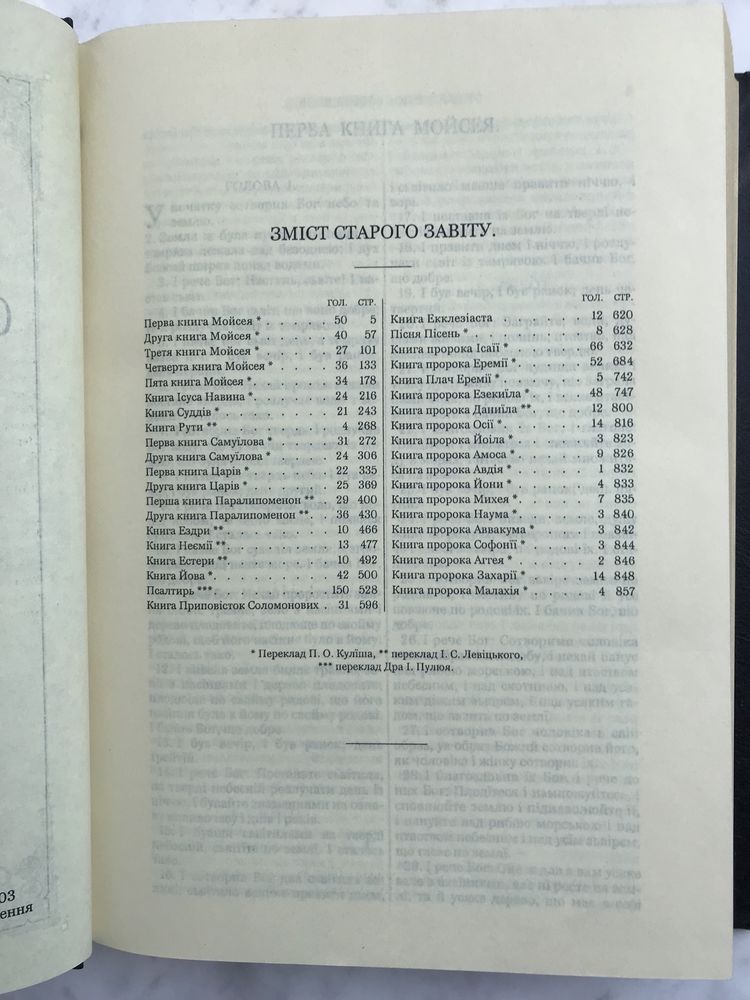 ЗМІСТ СТАРОГО ЗАВІТУ.
ГОЛ. СТР.
Перва книга Мойсея * . . . . . 50 5
Друга книга Мойсея * . . . . . 40 57
Третя книга Мойсея * . . . . . 27 101
Четверта книга Мойсея * . . . . 36 133
Пята книга Мойсея *. . . . . . 34 178
Книга Ісуса Навина *. . . . . . 24 216
Книга Суддів * . . . . . . . . 21 243
Книга Рути ** . . . . . . . . 4 268
Перва книга Самуїлова * . . . . 31 272
Друга книга Самуїлова * . . . . 24 306
Перва книга Царів * . . . . . . 22 335
Друга книга Царів * . . . . . . 25 369
Перша книга Паралипоменон ** . 29 400
Друга книга Паралипоменон **. . 36 430
Книга Ездри ** . . . . . . . . 10 466
Книга Неємії **. . . . . . . . 13 477
Книга Естери ** . . . . . . . . 10 492
Книга Йова *. . . . . . . . . 42 500
Псалтирь ***. . . . . . . . . 150 528
Книга Приповісток Соломонових . 31 596
ГОЛ. СТР.
Книга Екклезіаста . . . . . . . 12 620
Пісня Пісень * . . . . . . . . 8 628
Книга пророка Ісаії * . . . . . 66 632
Книга пророка Еремії * . . . . . 52 684
Книга Плач Еремії * . . . . . . 5 742
Книга пророка Езекиїла * . . . . 48 747
Книга пророка Даниїла **. . . . 12 800
Книга пророка Осії * . . . . . . 14 816
Книга пророка Йоіла * . . . . . 3 823
Книга пророка Амоса * . . . . . 9 826
Книга пророка Авдія * . . . . . 1 832
Книга пророка Йони * . . . . . 4 833
Книга пророка Михея *. . . . . 7 835
Книга пророка Наума * . . . . . 3 840
Книга пророка Аввакума * . . . 3 842
Книга пророка Софонії * . . . . 3 844
Книга пророка Аггея * . . . . . 2 846
Книга пророка Захарії * . . . . 14 848
Книга пророка Малахія * . . . . 4 857
* Переклад П. О. Куліша, ** переклад І. С. Левіцького,
*** переклад Дра І. Пулюя.
03
ення